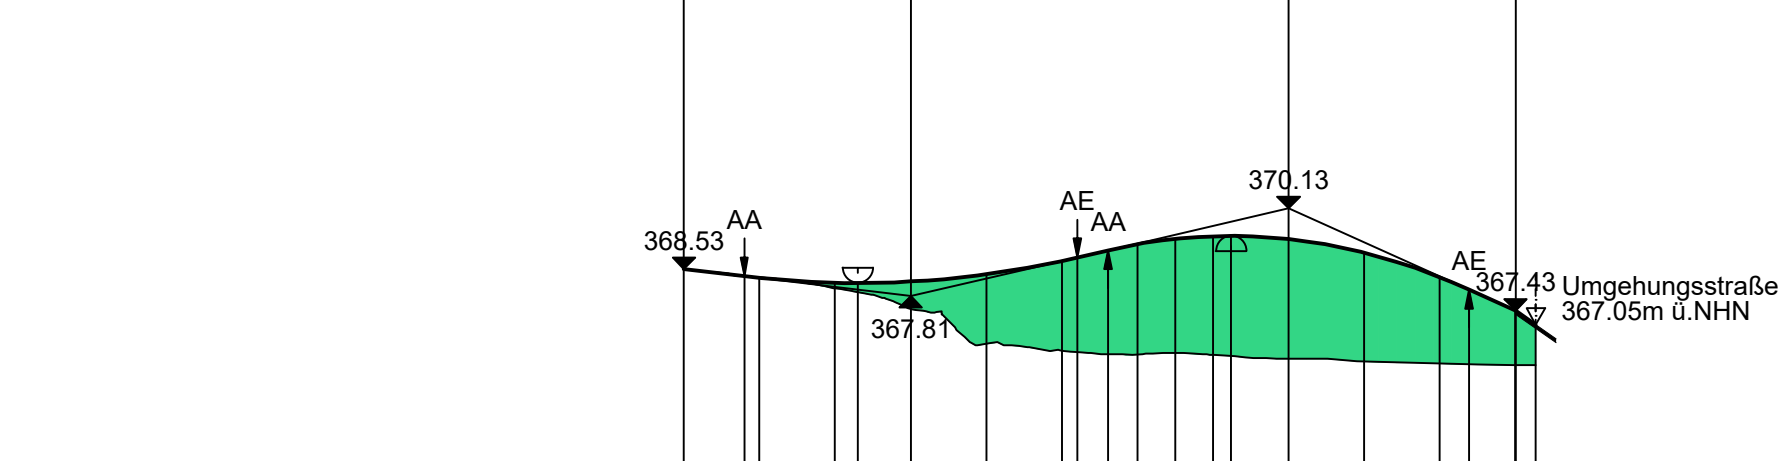 370.13
AE
AA
AA
368.53
AE
367.43
Umgehungsstraße
367.05m ü.NHN
367.81